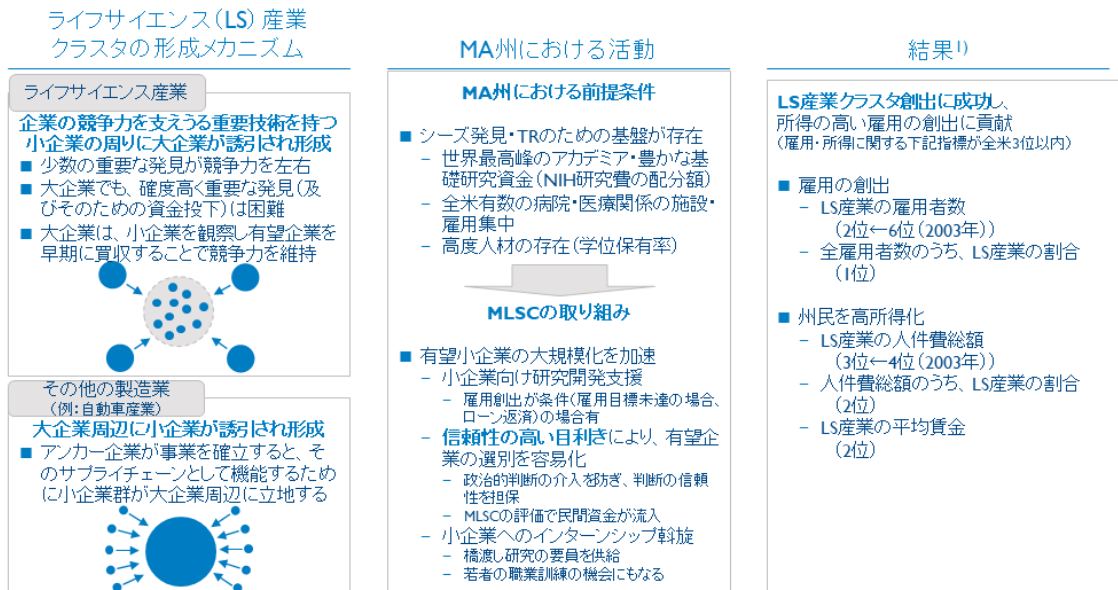 ライフサイエンス（LS）産業
クラスタの形成メカニズム
ライフサイエンス産業
企業の競争力を支えうる重要技術を持つ
小企業の周りに大企業が誘引され形成
■ 少数の重要な発見が競争力を左右
■ 大企業でも、確度高く重要な発見（及
びそのための資金投下）は困難
■ 大企業は、小企業を観察し有望企業を
早期に買収することで競争力を維持
その他の製造業
（例：自動車産業）
大企業周辺に小企業が誘引され形成
■ アンカー企業が事業を確立すると、そ
のサプライチェーンとして機能するため
に小企業群が大企業周辺に立地する
MA州における活動
MA州における前提条件
■ シーズ発見・TRのための基盤が存在
– 世界最高峰のアカデミア・豊かな基
礎研究資金（NIH研究費の配分額）
– 全米有数の病院・医療関係の施設・
雇用集中
– 高度人材の存在（学位保有率）
MLSCの取り組み
■ 有望小企業の大規模化を加速
– 小企業向け研究開発支援
– 雇用創出が条件（雇用目標未達の場合、
ローン返済）の場合有
– 信頼性の高い目利きにより、有望企
業の選別を容易化
– 政治的判断の介入を防ぎ、判断の信頼
性を担保
– MLSCの評価で民間資金が流入
– 小企業へのインターンシップ斡旋
– 橋渡し研究の要員を供給
– 若者の職業訓練の機会にもなる
結果1)
LS産業クラスタ創出に成功し、
所得の高い雇用の創出に貢献
（雇用・所得に関する下記指標が全米3位以内）
■ 雇用の創出
– LS産業の雇用者数
（2位←6位（2003年））
– 全雇用者数のうち、LS産業の割合
（1位）
■ 州民を高所得化
– LS産業の人件費総額
（3位←4位（2003年））
– 人件費総額のうち、LS産業の割合
（2位）
– LS産業の平均賃金
（2位）